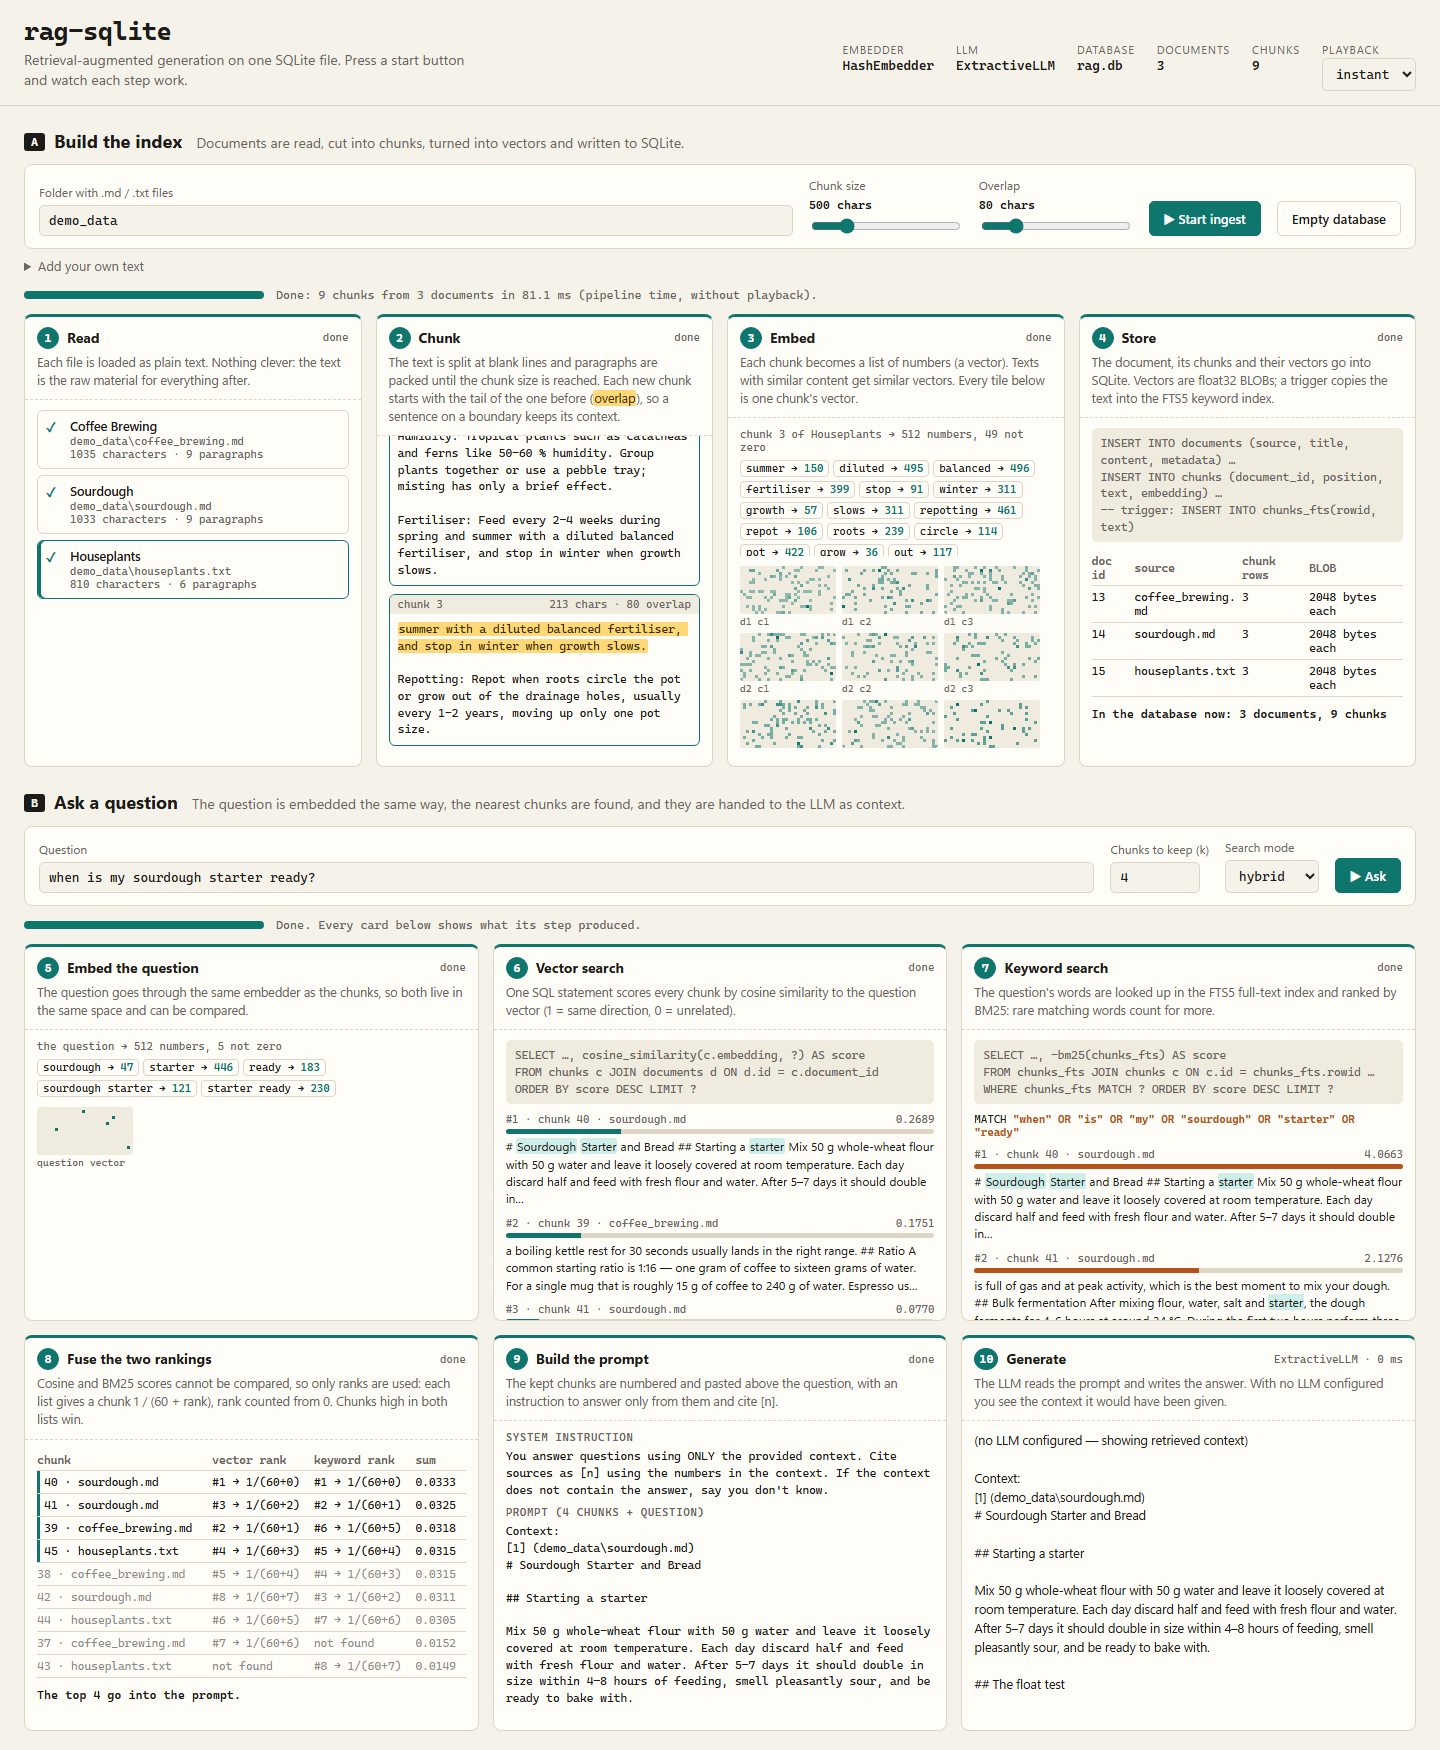 rag-sqlite
Retrieval-augmented generation on one SQLite file. Press a start button
and watch each step work.
EMBEDDER
HashEmbedder
LLM
ExtractiveLLM
DATABASE
rag.db
DOCUMENTS
3
CHUNKS
9
PLAYBACK
instant
A Build the index Documents are read, cut into chunks, turned into vectors and written to SQLite.
Folder with .md / .txt files
demo_data
Chunk size
500 chars
Overlap
80 chars
▶ Start ingest
Empty database
▶ Add your own text
Done: 9 chunks from 3 documents in 81.1 ms (pipeline time, without playback).
1 Read done
Each file is loaded as plain text. Nothing clever: the text
is the raw material for everything after.
✓ Coffee Brewing
demo_data\coffee_brewing.md
1035 characters · 9 paragraphs
✓ Sourdough
demo_data\sourdough.md
1033 characters · 9 paragraphs
✓ Houseplants
demo_data\houseplants.txt
810 characters · 6 paragraphs
2 Chunk done
The text is split at blank lines and paragraphs are
packed until the chunk size is reached. Each new chunk
starts with the tail of the one before (overlap), so a
sentence on a boundary keeps its context.
Humidity: Tropical plants such as calatheas
and ferns like 50–60 % humidity. Group
plants together or use a pebble tray;
misting has only a brief effect.
Fertiliser: Feed every 2–4 weeks during
spring and summer with a diluted balanced
fertiliser, and stop in winter when growth
slows.
chunk 3 213 chars · 80 overlap
summer with a diluted balanced fertiliser,
and stop in winter when growth slows.
Repotting: Repot when roots circle the pot
or grow out of the drainage holes, usually
every 1–2 years, moving up only one pot
size.
3 Embed done
Each chunk becomes a list of numbers (a vector). Texts
with similar content get similar vectors. Every tile below
is one chunk's vector.
chunk 3 of Houseplants → 512 numbers, 49 not
zero
summer → 150 diluted → 495 balanced → 496
fertiliser → 399 stop → 91 winter → 311
growth → 57 slows → 311 repotting → 461
repot → 106 roots → 239 circle → 114
pot → 422 grow → 36 out → 117
d1 c1 d1 c2 d1 c3
d2 c1 d2 c2 d2 c3
4 Store done
The document, its chunks and their vectors go into
SQLite. Vectors are float32 BLOBs; a trigger copies the
text into the FTS5 keyword index.
INSERT INTO documents (source, title,
content, metadata) …
INSERT INTO chunks (document_id, position,
text, embedding) …
-- trigger: INSERT INTO chunks_fts(rowid,
text)
doc id source chunk rows BLOB
13 coffee_brewing.md 3 2048 bytes each
14 sourdough.md 3 2048 bytes each
15 houseplants.txt 3 2048 bytes each
In the database now: 3 documents, 9 chunks
B Ask a question The question is embedded the same way, the nearest chunks are found, and they are handed to the LLM as context.
Question
when is my sourdough starter ready?
Chunks to keep (k)
4
Search mode
hybrid
▶ Ask
Done. Every card below shows what its step produced.
5 Embed the question done
The question goes through the same embedder as the chunks, so both live in
the same space and can be compared.
the question → 512 numbers, 5 not zero
sourdough → 47 starter → 446 ready → 183
sourdough starter → 121 starter ready → 230
question vector
6 Vector search done
One SQL statement scores every chunk by cosine similarity to the question
vector (1 = same direction, 0 = unrelated).
SELECT …, cosine_similarity(c.embedding, ?) AS score
FROM chunks c JOIN documents d ON d.id = c.document_id
ORDER BY score DESC LIMIT ?
#1 · chunk 40 · sourdough.md 0.2689
# Sourdough Starter and Bread ## Starting a starter Mix 50 g whole-wheat flour
with 50 g water and leave it loosely covered at room temperature. Each day
discard half and feed with fresh flour and water. After 5–7 days it should double
in…
#2 · chunk 39 · coffee_brewing.md 0.1751
a boiling kettle rest for 30 seconds usually lands in the right range. ## Ratio A
common starting ratio is 1:16 — one gram of coffee to sixteen grams of water.
For a single mug that is roughly 15 g of coffee to 240 g of water. Espresso us…
#3 · chunk 41 · sourdough.md 0.0770
7 Keyword search done
The question's words are looked up in the FTS5 full-text index and ranked by
BM25: rare matching words count for more.
SELECT …, -bm25(chunks_fts) AS score
FROM chunks_fts JOIN chunks c ON c.id = chunks_fts.rowid …
WHERE chunks_fts MATCH ? ORDER BY score DESC LIMIT ?
MATCH "when" OR "is" OR "my" OR "sourdough" OR "starter" OR
"ready"
#1 · chunk 40 · sourdough.md 4.0663
# Sourdough Starter and Bread ## Starting a starter Mix 50 g whole-wheat flour
with 50 g water and leave it loosely covered at room temperature. Each day
discard half and feed with fresh flour and water. After 5–7 days it should double
in…
#2 · chunk 41 · sourdough.md 2.1276
is full of gas and at peak activity, which is the best moment to mix your dough.
## Bulk fermentation After mixing flour, water, salt and starter, the dough
ferments for 4–6 hours at around 24 °C. During the first two hours perform three
8 Fuse the two rankings done
Cosine and BM25 scores cannot be compared, so only ranks are used: each
list gives a chunk 1 / (60 + rank), rank counted from 0. Chunks high in both
lists win.
chunk vector rank keyword rank sum
40 · sourdough.md #1 → 1/(60+0) #1 → 1/(60+0) 0.0333
41 · sourdough.md #3 → 1/(60+2) #2 → 1/(60+1) 0.0325
39 · coffee_brewing.md #2 → 1/(60+1) #6 → 1/(60+5) 0.0318
45 · houseplants.txt #4 → 1/(60+3) #5 → 1/(60+4) 0.0315
38 · coffee_brewing.md #5 → 1/(60+4) #4 → 1/(60+3) 0.0315
42 · sourdough.md #8 → 1/(60+7) #3 → 1/(60+2) 0.0311
44 · houseplants.txt #6 → 1/(60+5) #7 → 1/(60+6) 0.0305
37 · coffee_brewing.md #7 → 1/(60+6) not found 0.0152
43 · houseplants.txt not found #8 → 1/(60+7) 0.0149
The top 4 go into the prompt.
9 Build the prompt done
The kept chunks are numbered and pasted above the question, with an
instruction to answer only from them and cite [n].
SYSTEM INSTRUCTION
You answer questions using ONLY the provided context. Cite
sources as [n] using the numbers in the context. If the context
does not contain the answer, say you don't know.
PROMPT (4 CHUNKS + QUESTION)
Context:
[1] (demo_data\sourdough.md)
# Sourdough Starter and Bread
## Starting a starter
Mix 50 g whole-wheat flour with 50 g water and leave it loosely
covered at room temperature. Each day discard half and feed
with fresh flour and water. After 5–7 days it should double in
size within 4–8 hours of feeding, smell pleasantly sour, and be
ready to bake with.
10 Generate ExtractiveLLM · 0 ms
The LLM reads the prompt and writes the answer. With no LLM configured
you see the context it would have been given.
(no LLM configured — showing retrieved context)
Context:
[1] (demo_data\sourdough.md)
# Sourdough Starter and Bread
## Starting a starter
Mix 50 g whole-wheat flour with 50 g water and leave it loosely covered at
room temperature. Each day discard half and feed with fresh flour and water.
After 5–7 days it should double in size within 4–8 hours of feeding, smell
pleasantly sour, and be ready to bake with.
## The float test